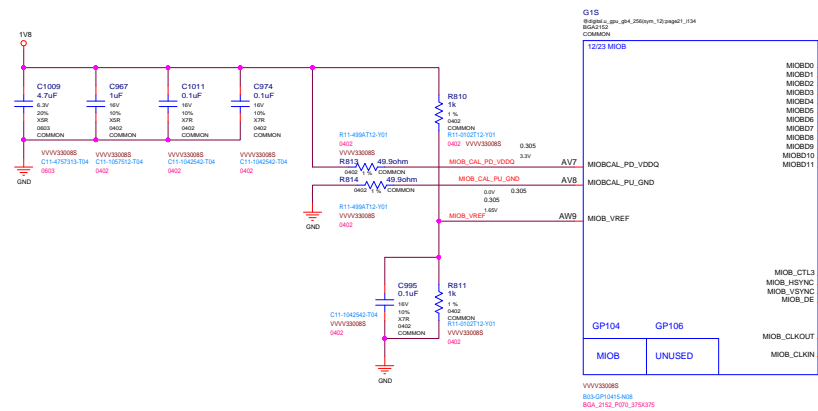 G1S
@digital.u_gpu_gb4_256(sym_12):page21_I134
BGA2152
COMMON
12/23 MIOB
1V8
C1009
4.7uF
6.3V
20%
X5R
0603
COMMON
VVVV33008S
C11-4757313-T04
0603
C967
1uF
16V
10%
X5R
0402
COMMON
VVVV33008S
C11-1057512-T04
0402
C1011
0.1uF
16V
10%
X7R
0402
COMMON
VVVV33008S
C11-1042542-T04
0402
C974
0.1uF
16V
10%
X7R
0402
COMMON
VVVV33008S
C11-1042542-T04
0402
GND
R810
1k
1 %
0402
COMMON
R11-0102T12-Y01
0402 VVVV33008S
R11-499AT12-Y01
0402
VVVV33008S
R813 49.9ohm
0402 1 % COMMON
R814 49.9ohm
0402 1 % COMMON
R11-499AT12-Y01
VVVV33008S
0402
GND
MIOB_CAL_PD_VDDQ
0.305
3.3V
AV7
MIOBCAL_PD_VDDQ
MIOB_CAL_PU_GND
0.0V 0.305
AV8
MIOBCAL_PU_GND
0.305
1.65V
MIOB_VREF
AW9
MIOB_VREF
C995
0.1uF
16V
10%
X7R
0402
COMMON
C11-1042542-T04
VVVV33008S
0402
R811
1k
1 %
0402
COMMON
R11-0102T12-Y01
VVVV33008S
0402
GND
MIOBD0
MIOBD1
MIOBD2
MIOBD3
MIOBD4
MIOBD5
MIOBD6
MIOBD7
MIOBD8
MIOBD9
MIOBD10
MIOBD11
MIOB_CTL3
MIOB_HSYNC
MIOB_VSYNC
MIOB_DE
MIOB_CLKOUT
MIOB_CLKIN
GP104 GP106
MIOB UNUSED
VVVV33008S
B03-GP10415-N08
BGA_2152_P070_375X375